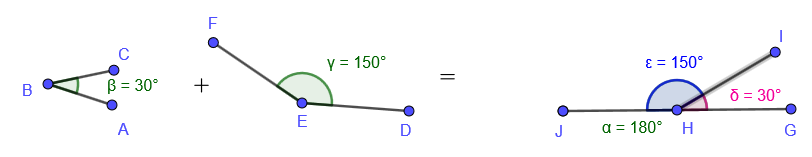 F
C
B
β = 30°
A
+
γ = 150°
E
D
=
I
ε = 150°
δ = 30°
J
α = 180°
H
G